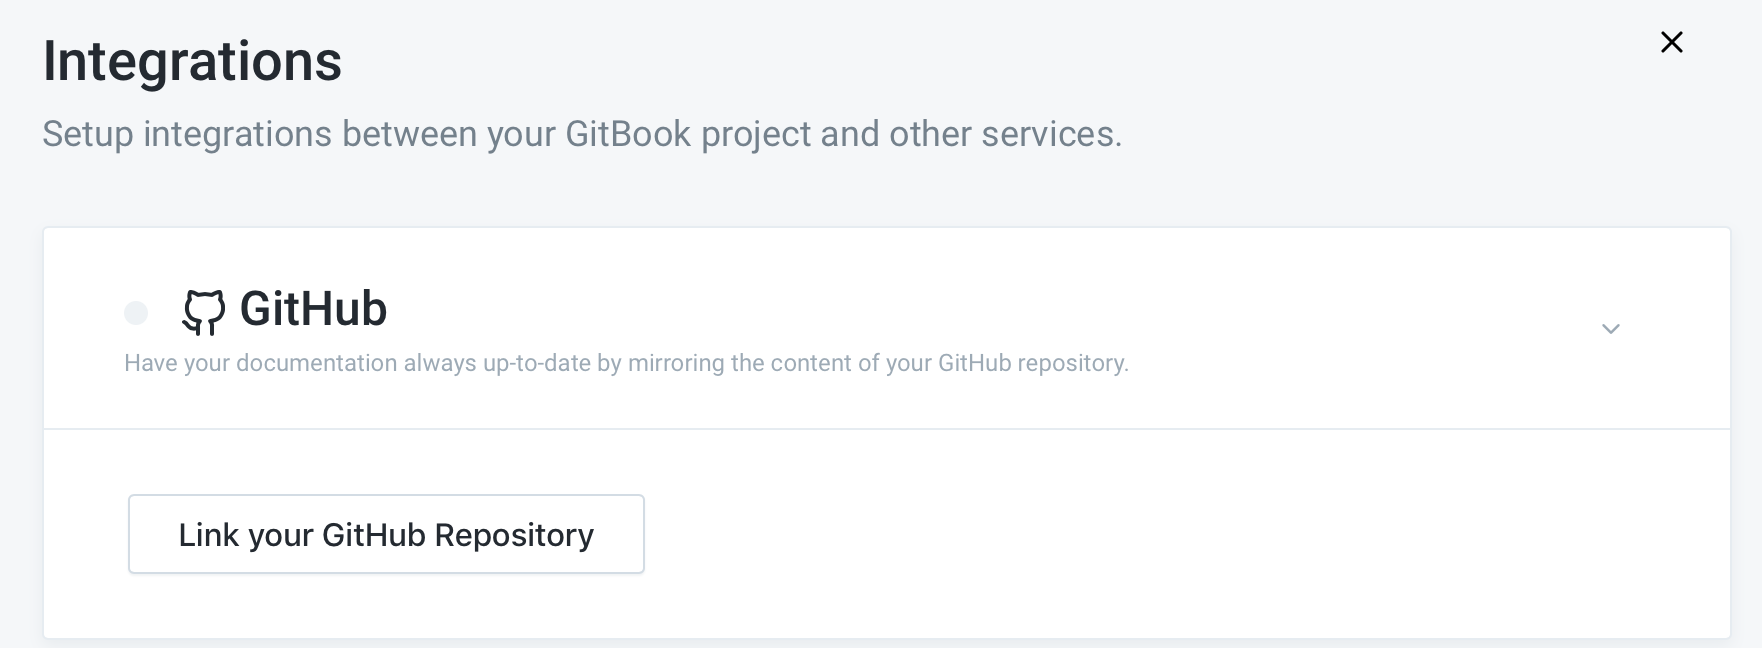 Integrations
Setup integrations between your GitBook project and other services.
GitHub
Have your documentation always up-to-date by mirroring the content of your GitHub repository.
Link your GitHub Repository